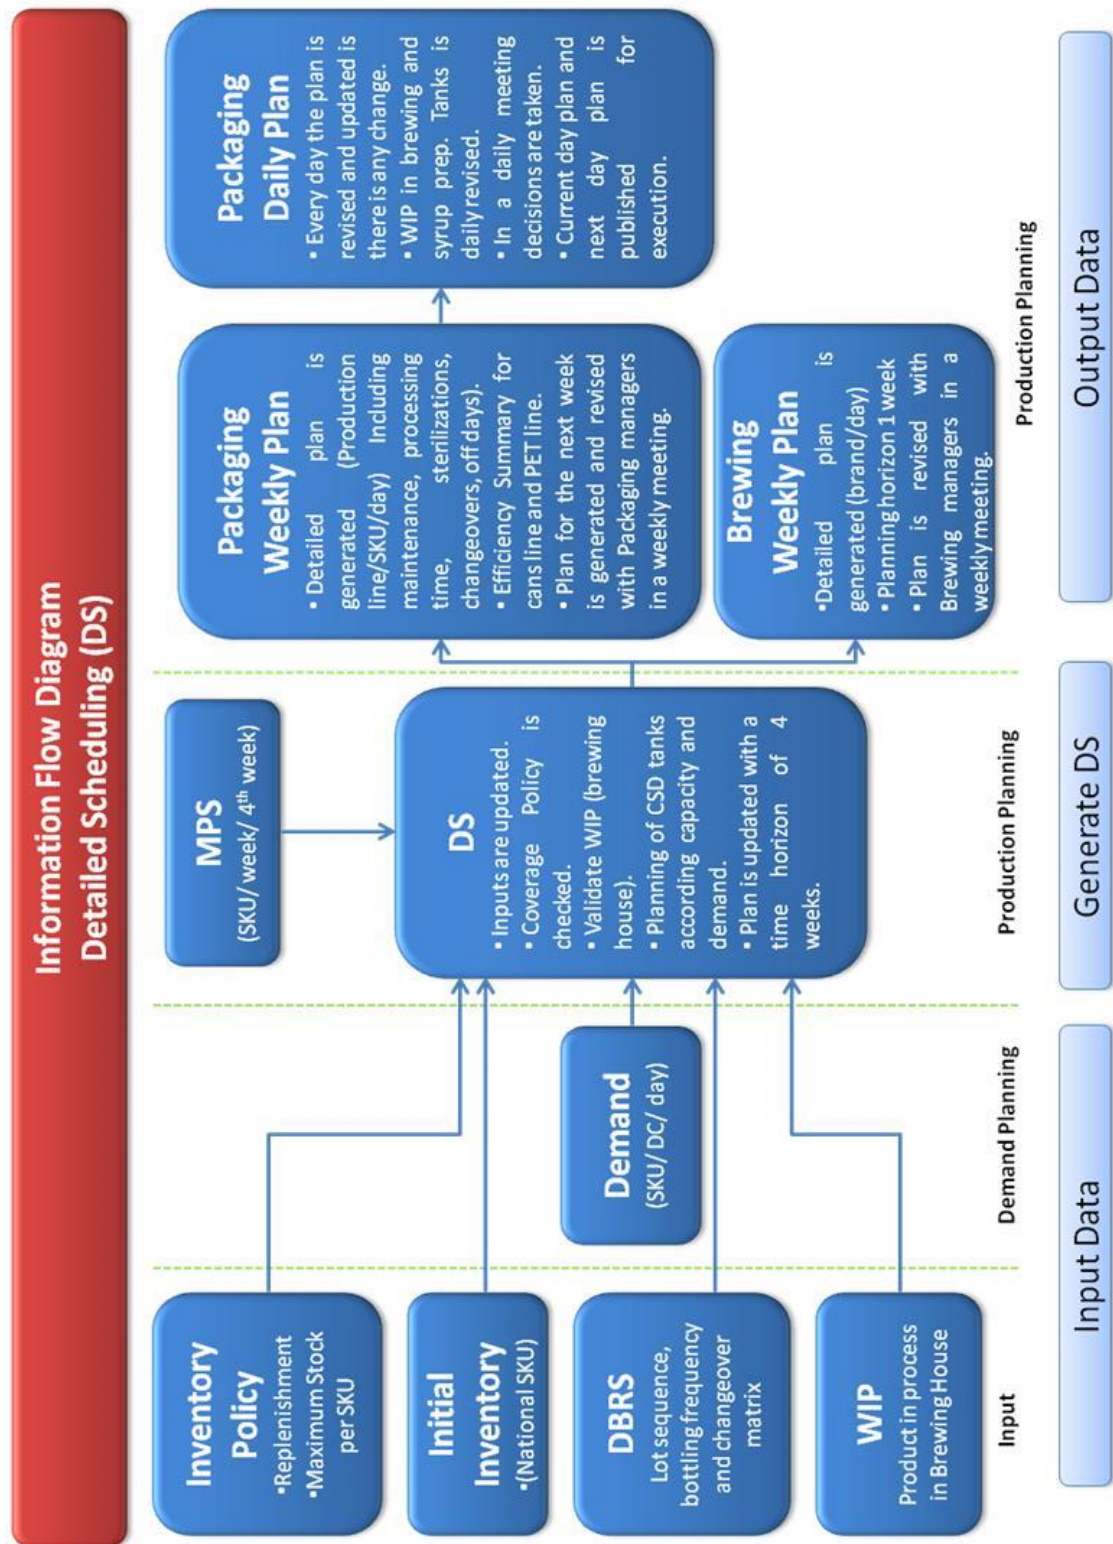 Information Flow Diagram
Detailed Scheduling (DS)
Inventory
Policy
•Replenishment
•Maximum Stock
per SKU
Initial
Inventory
•(National SKU)
DBRS
Lot sequence,
bottling frequency
and changeover
matrix
WIP
Product in process
in Brewing House
Input
Demand
(SKU/ DC/ day)
Demand Planning
Input Data
MPS
(SKU/ week/ 4th week)
DS
• Inputs are updated.
• Coverage Policy is
checked.
• Validate WIP (brewing
house).
• Planning of CSD tanks
according capacity and
demand.
• Plan is updated with a
time horizon of 4
weeks.
Production Planning
Generate DS
Packaging
Weekly Plan
• Detailed plan is
generated (Production
line/SKU/day) Including
maintenance, processing
time, sterilizations,
changeovers, off days).
• Efficiency Summary for
cans line and PET line.
• Plan for the next week
is generated and revised
with Packaging managers
in a weekly meeting.
Brewing
Weekly Plan
•Detailed plan is
generated (brand/day)
• Planning horizon 1 week
• Plan is revised with
Brewing managers in a
weekly meeting.
Packaging
Daily Plan
• Every day the plan is
revised and updated is
there is any change.
• WIP in brewing and
syrup prep. Tanks is
daily revised.
• In a daily meeting
decisions are taken.
• Current day plan and
next day plan is
published for
execution.
Production Planning
Output Data